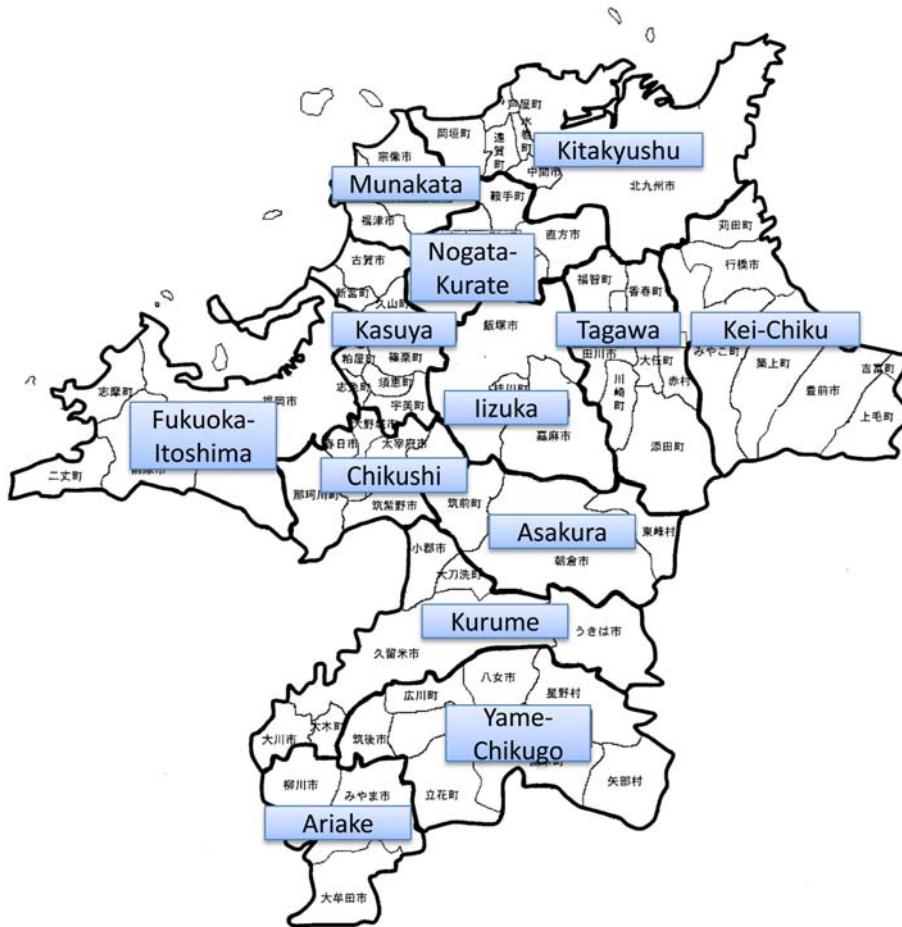 芦屋町
岡垣町
遠賀町
水巻町
宗像市
Kitakyushu
中間市
北九州市
Munakata
鞍手町
福津市
直方市
苅田町
Nogata-
Kurate
古賀市
行橋市
福智町
香春町
新宮町
久山町
飯塚市
Kasuya
Tagawa
Kei-Chiku
粕屋町
篠栗町
田川市
大任町
みやこ町
築上町
吉富町
志免町
須恵町
赤村
豊前市
志摩町
宇美町
川崎町
上毛町
Iizuka
嘉麻市
Fukuoka-
Itoshima
春日市
太宰府市
添田町
二丈町
Chikushi
那珂川町
筑紫野市
筑前町
Asakura
東峰村
朝倉市
小郡市
大刀洗町
Kurume
うきは市
久留米市
八女市
広川町
星野村
Yame-
Chikugo
大川市
大木町
筑後市
矢部村
柳川市
みやま市
立花町
Ariake
大牟田市